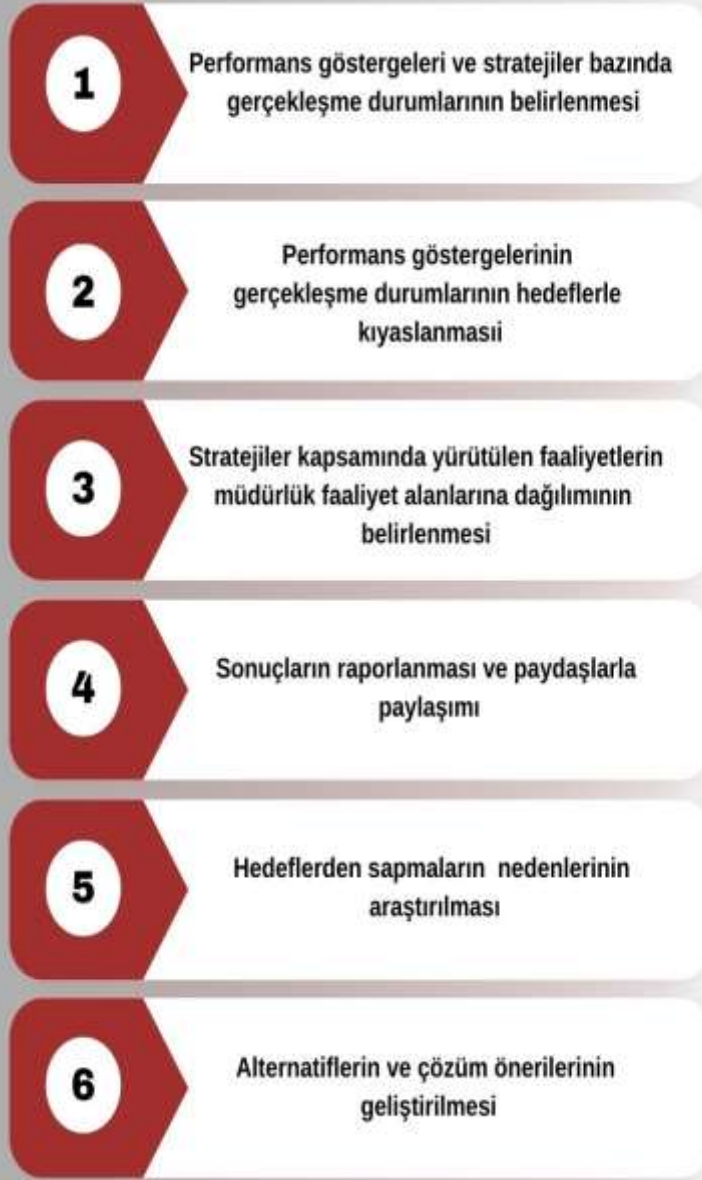 1
Performans göstergeleri ve stratejiler bazında
gerçekleşme durumlarının belirlenmesi
2
Performans göstergelerinin
gerçekleşme durumlarının hedeflerle
kıyaslanmasıi
3
Stratejiler kapsamında yürütülen faaliyetlerin
müdürlük faaliyet alanlarına dağılımının
belirlenmesi
4
Sonuçların raporlanması ve paydaşlarla
paylaşımı
5
Hedeflerden sapmaların  nedenlerinin
araştırılması
6
Alternatiflerin ve çözüm önerilerinin
geliştirilmesi